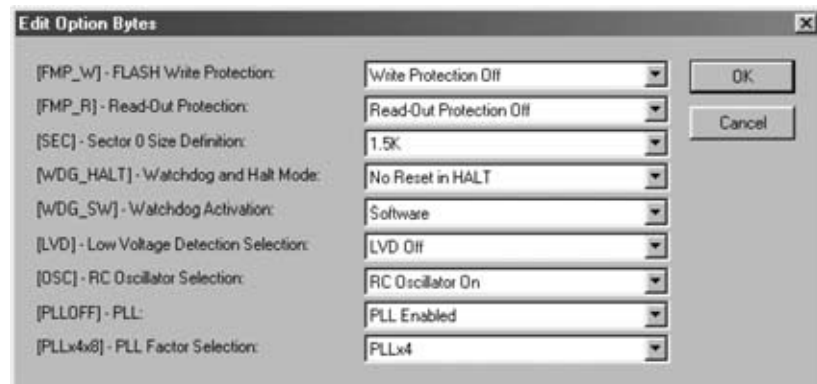 Edit Option Bytes
[FMP_W] - FLASH Write Protection: Write Protection Off
OK
[FMP_R] - Read-Out Protection: Read-Out Protection Off
Cancel
[SEC] - Sector 0 Size Definition: 1.5K
[WDG_HALT] - Watchdog and Halt Mode: No Reset in HALT
[WDG_SW] - Watchdog Activation: Software
[LVD] - Low Voltage Detection Selection: LVD Off
[OSC] - RC Oscillator Selection: RC Oscillator On
[PLLOFF] - PLL: PLL Enabled
[PLLx4x8] - PLL Factor Selection: PLLx4